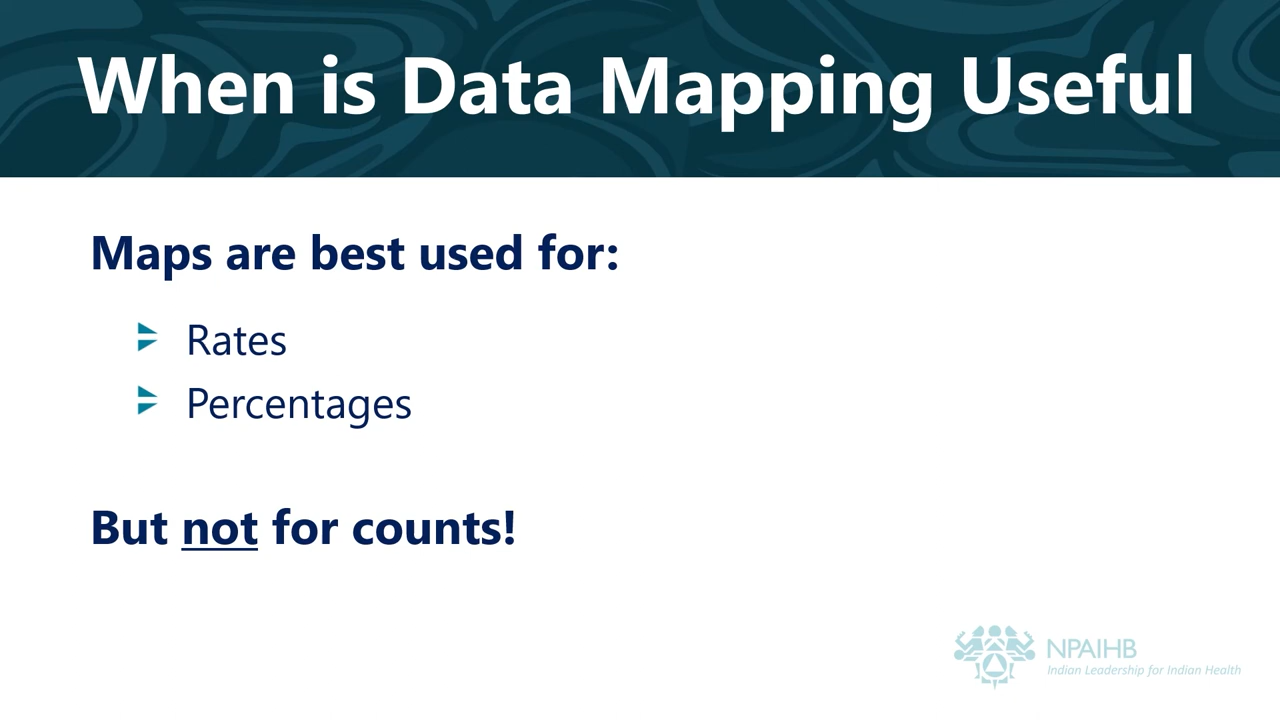 When is Data Mapping Useful
Maps are best used for:
Rates
Percentages
But not for counts!
NPAIHB
Indian Leadership for Indian Health